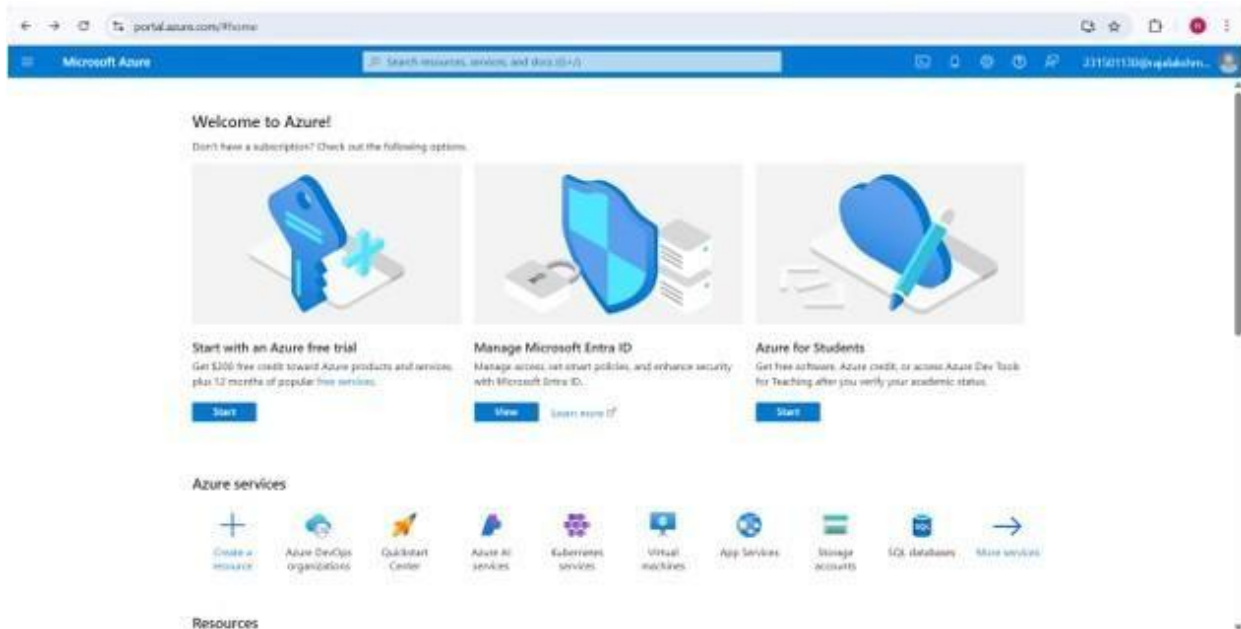 portal.azure.com/#home
Microsoft Azure
Search resources, services, and docs (G+/)
Welcome to Azure!
Don't have a subscription? Check out the following options.
Start with an Azure free trial
Get $200 free credit toward Azure products and services,
plus 12 months of popular free services.
Start
Manage Microsoft Entra ID
Manage access, set smart policies, and enhance security
with Microsoft Entra ID.
View
Learn more
Azure for Students
Get free software, Azure credit, or access Azure Dev Tools
for Teaching after you verify your academic status.
Start
Azure services
Create a resource
Azure DevOps organizations
Quickstart Center
Azure AI services
Kubernetes services
Virtual machines
App Services
Storage accounts
SQL databases
More services
Resources